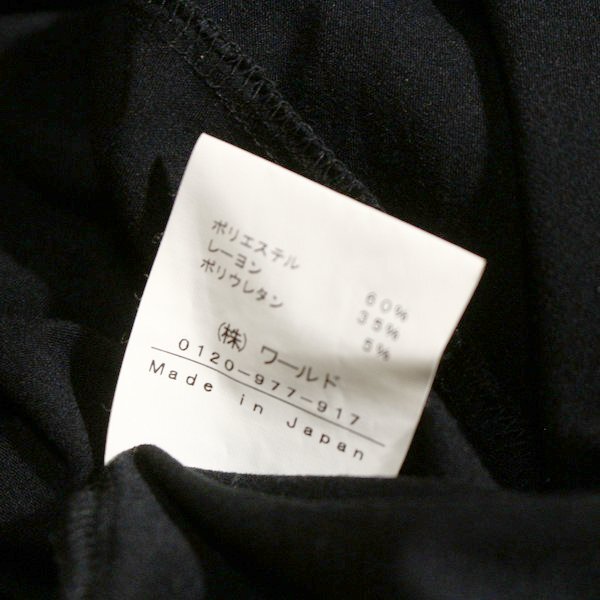 ポリエステル 60%
レーヨン 35%
ポリウレタン 5%
(株) ワールド
0120-977-917
Made in Japan